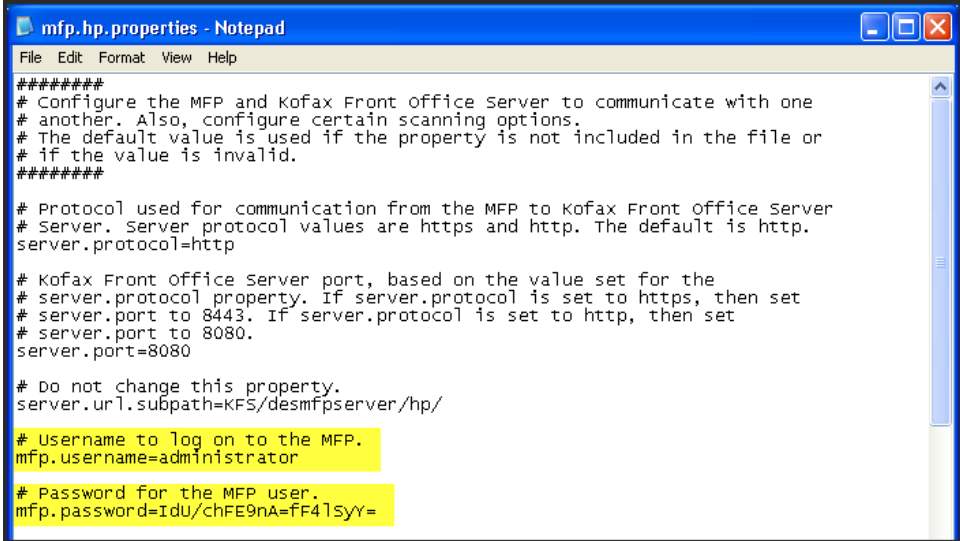 mfp.hp.properties - Notepad
File Edit Format View Help
########
# Configure the MFP and Kofax Front Office Server to communicate with one
# another. Also, configure certain scanning options.
# The default value is used if the property is not included in the file or
# if the value is invalid.
########
# Protocol used for communication from the MFP to Kofax Front Office Server
# Server. Server protocol values are https and http. The default is http.
server.protocol=http
# Kofax Front Office Server port, based on the value set for the
# server.protocol property. If server.protocol is set to https, then set
# server.port to 8443. If server.protocol is set to http, then set
# server.port to 8080.
server.port=8080
# Do not change this property.
server.url.subpath=KFS/desmfpserver/hp/
# Username to log on to the MFP.
mfp.username=administrator
# Password for the MFP user.
mfp.password=IdU/chFE9nA=fF4lSyY=